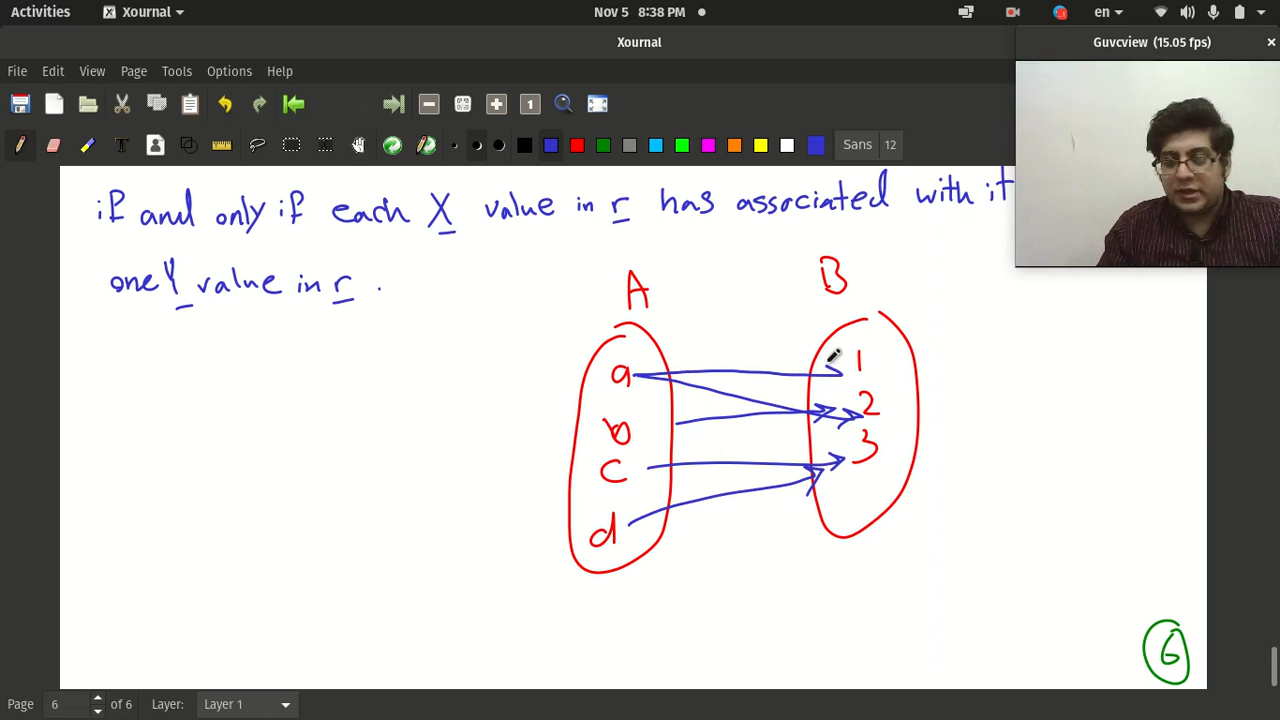 Activities Xournal Nov 5 8:38 PM en
Xournal
Guvcview (15.05 fps)
File Edit View Page Tools Options Help
1
T Sans 12
if and only if each X value in r has associated with it
one Y value in r .
A B
a 1
b 2
c 3
d
6
Page 6 of 6 Layer: Layer 1